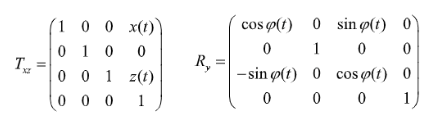 T_xz = ( 1 0 0 x(t)
0 1 0 0
0 0 1 z(t)
0 0 0 1 )
R_y = ( cos φ(t) 0 sin φ(t) 0
0 1 0 0
−sin φ(t) 0 cos φ(t) 0
0 0 0 1 )